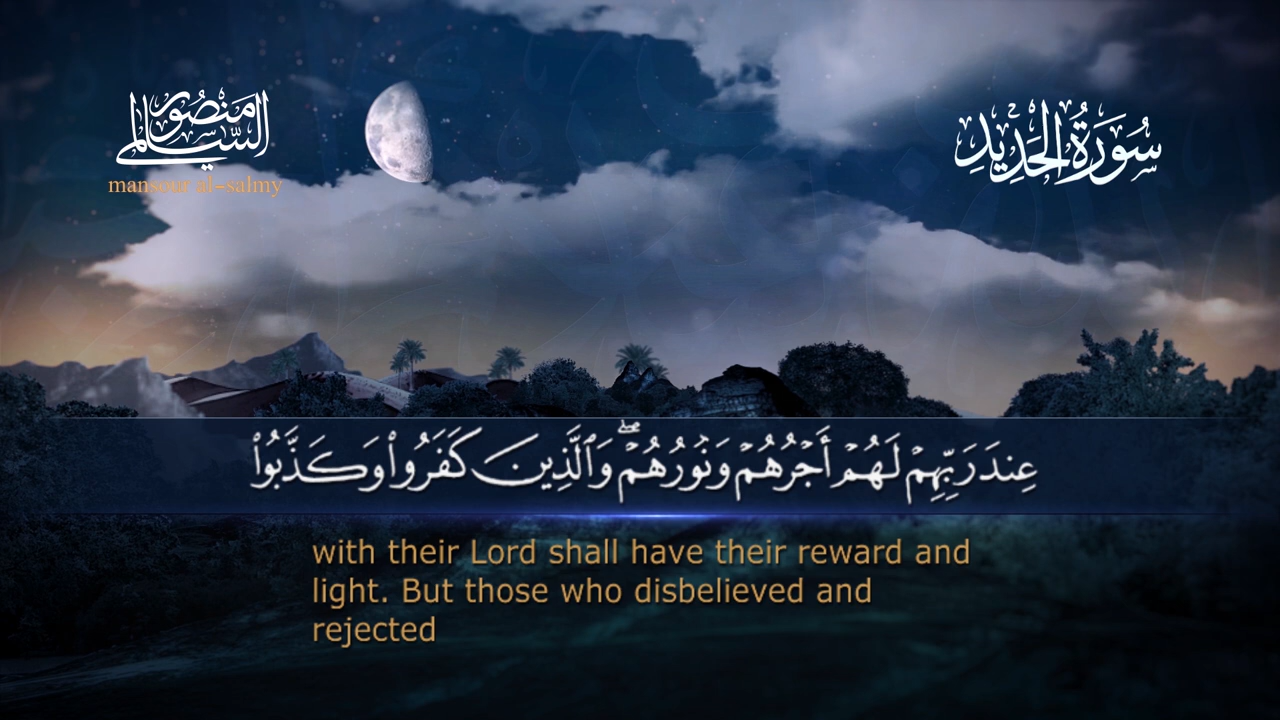 منصور السالمي
mansour al-salmy
سُورَةُ الحَدِيدِ
عِندَ رَبِّهِمْ لَهُمْ أَجْرُهُمْ وَنُورُهُمْ ۖ وَٱلَّذِينَ كَفَرُوا۟ وَكَذَّبُوا۟
with their Lord shall have their reward and
light. But those who disbelieved and
rejected